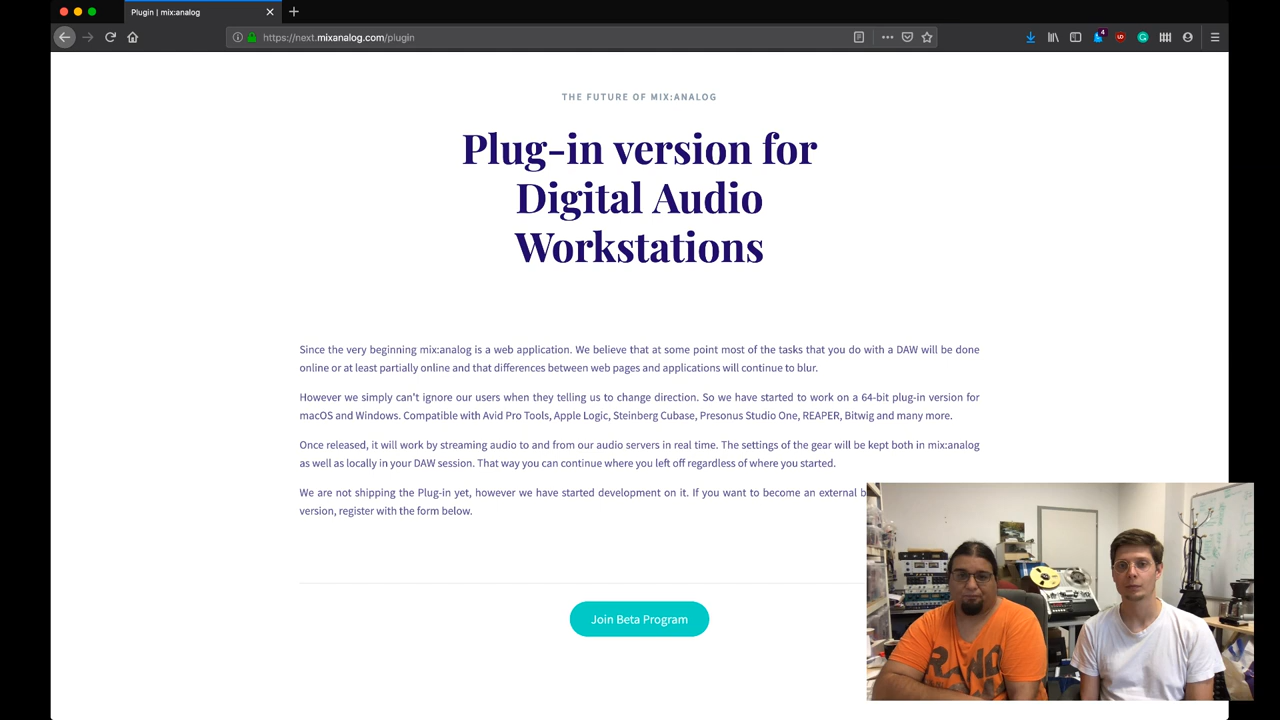 Plugin | mix:analog
https://next.mixanalog.com/plugin
4
THE FUTURE OF MIX:ANALOG
Plug-in version for
Digital Audio
Workstations
Since the very beginning mix:analog is a web application. We believe that at some point most of the tasks that you do with a DAW will be done
online or at least partially online and that differences between web pages and applications will continue to blur.
However we simply can't ignore our users when they telling us to change direction. So we have started to work on a 64-bit plug-in version for
macOS and Windows. Compatible with Avid Pro Tools, Apple Logic, Steinberg Cubase, Presonus Studio One, REAPER, Bitwig and many more.
Once released, it will work by streaming audio to and from our audio servers in real time. The settings of the gear will be kept both in mix:analog
as well as locally in your DAW session. That way you can continue where you left off regardless of where you started.
We are not shipping the Plug-in yet, however we have started development on it. If you want to become an external b
version, register with the form below.
Join Beta Program